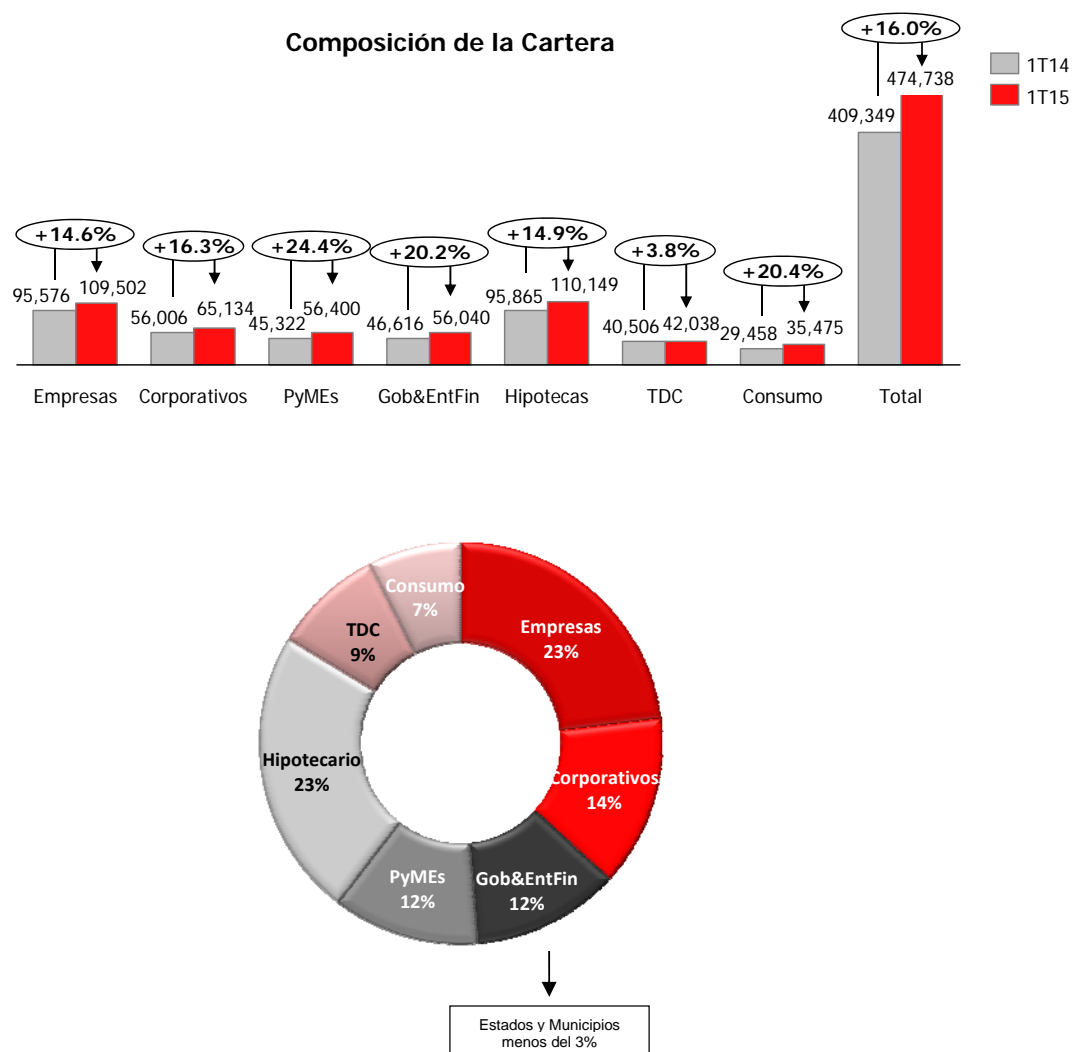 Composición de la Cartera
1T14
1T15
+14.6%
+16.3%
+24.4%
+20.2%
+14.9%
+3.8%
+20.4%
+16.0%
95,576
109,502
56,006
65,134
45,322
56,400
46,616
56,040
95,865
110,149
40,506
42,038
29,458
35,475
409,349
474,738
Empresas
Corporativos
PyMEs
Gob&EntFin
Hipotecas
TDC
Consumo
Total
Consumo
7%
Empresas
23%
TDC
9%
Hipotecario
23%
Corporativos
14%
PyMEs
12%
Gob&EntFin
12%
Estados y Municipios
menos del 3%